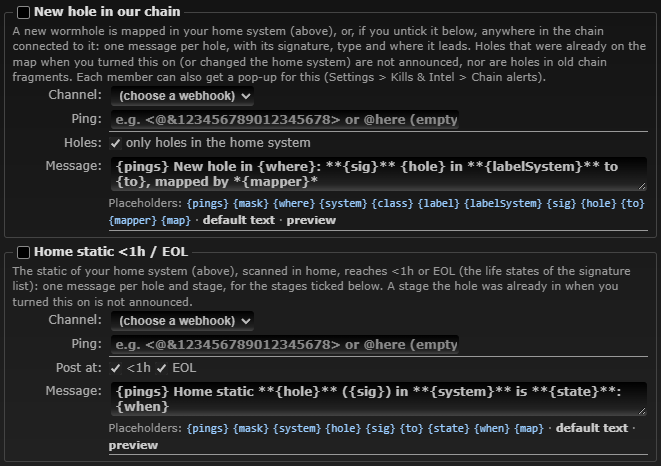 New hole in our chain
A new wormhole is mapped in your home system (above), or, if you untick it below, anywhere in the chain
connected to it: one message per hole, with its signature, type and where it leads. Holes that were already on the
map when you turned this on (or changed the home system) are not announced, nor are holes in old chain
fragments. Each member can also get a pop-up for this (Settings > Kills & Intel > Chain alerts).
Channel: (choose a webhook)
Ping: e.g. <@&123456789012345678> or @here (empty
Holes: ✓ only holes in the home system
Message: {pings} New hole in {where}: **{sig}** {hole} in **{labelSystem}** to
{to}, mapped by *{mapper}*
Placeholders: {pings} {mask} {where} {system} {class} {label} {labelSystem} {sig} {hole} {to}
{mapper} {map} · default text · preview
Home static <1h / EOL
The static of your home system (above), scanned in home, reaches <1h or EOL (the life states of the signature
list): one message per hole and stage, for the stages ticked below. A stage the hole was already in when you
turned this on is not announced.
Channel: (choose a webhook)
Ping: e.g. <@&123456789012345678> or @here (empty
Post at: ✓ <1h ✓ EOL
Message: {pings} Home static **{hole}** ({sig}) in **{system}** is **{state}**:
{when}
Placeholders: {pings} {mask} {system} {hole} {sig} {to} {state} {when} {map} · default text ·
preview